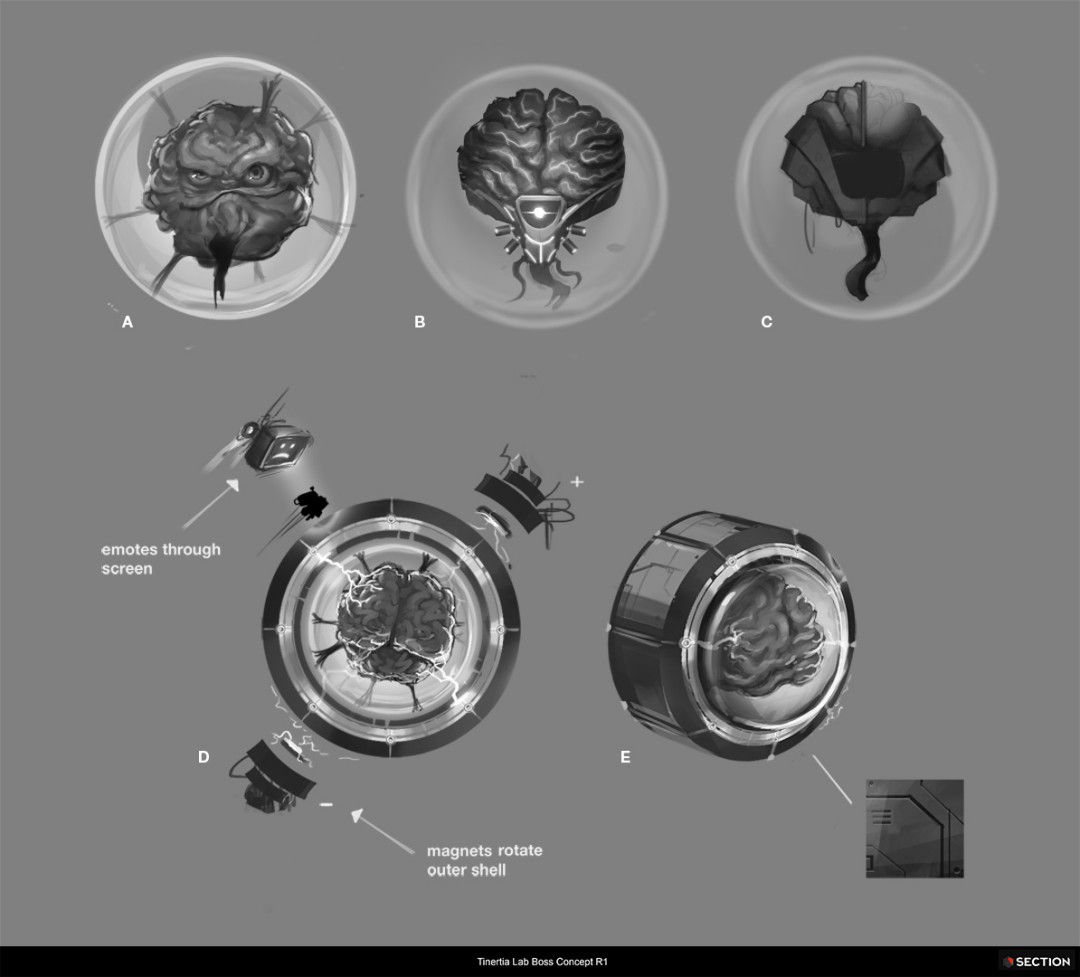 A
B
C
emotes through
screen
+
D
E
–
magnets rotate
outer shell
Tinertia Lab Boss Concept R1
SECTION